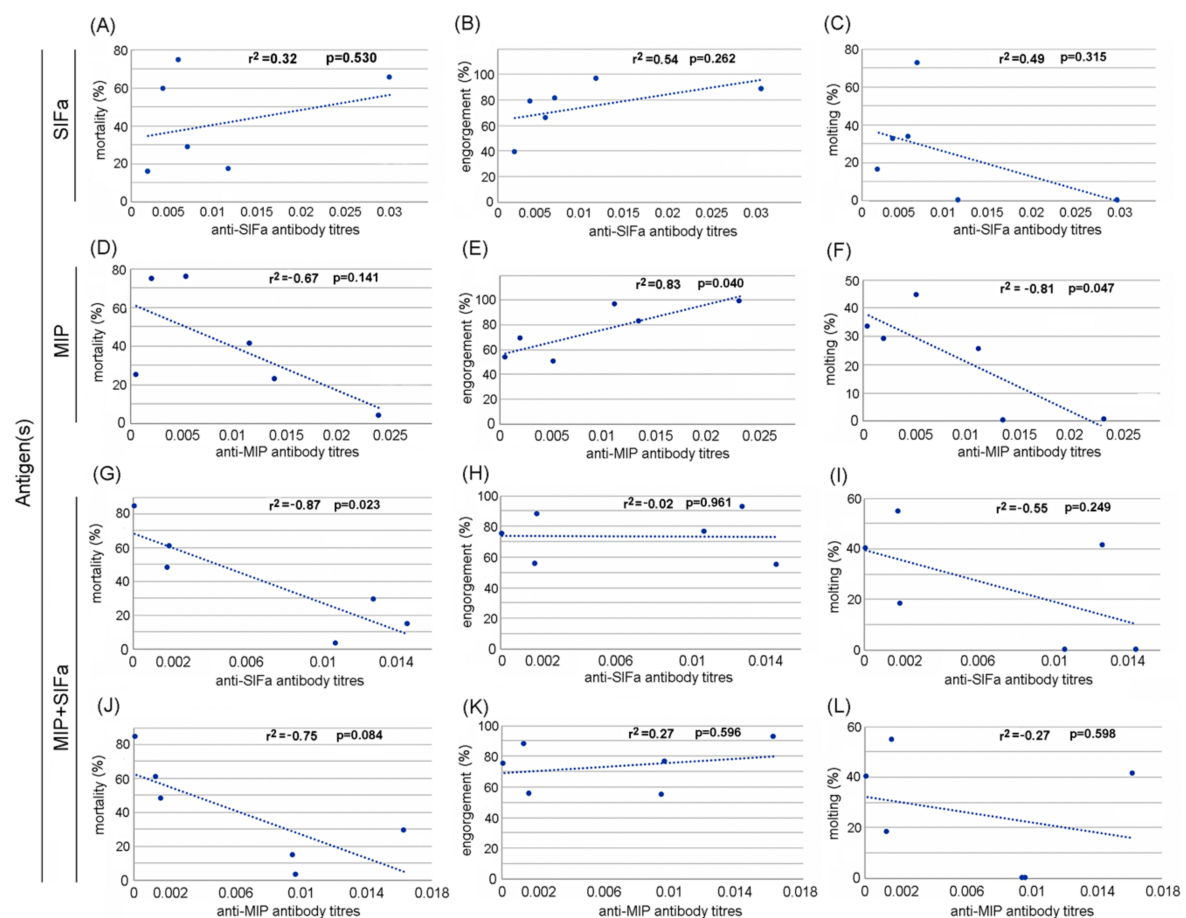 Antigen(s)
SIFa
MIP
MIP+SIFa
(A)
r²=0.32 p=0.530
mortality (%)
80
60
40
20
0
0 0.005 0.01 0.015 0.02 0.025 0.03
anti-SIFa antibody titres
(B)
r²=0.54 p=0.262
engorgement (%)
100
80
60
40
20
0
0 0.005 0.01 0.015 0.02 0.025 0.03
anti-SIFa antibody titres
(C)
r²=0.49 p=0.315
molting (%)
80
60
40
20
0
0 0.005 0.01 0.015 0.02 0.025 0.03
anti-SIFa antibody titres
(D)
r²=-0.67 p=0.141
mortality (%)
80
60
40
20
0
0 0.005 0.01 0.015 0.02 0.025
anti-MIP antibody titres
(E)
r²=0.83 p=0.040
engorgement (%)
100
80
60
40
20
0
0 0.005 0.01 0.015 0.02 0.025
anti-MIP antibody titres
(F)
r²= -0.81 p=0.047
molting (%)
50
40
30
20
10
0
0 0.005 0.01 0.015 0.02 0.025
anti-MIP antibody titres
(G)
r²=-0.87 p=0.023
mortality (%)
80
60
40
20
0
0 0.002 0.006 0.01 0.014
anti-SIFa antibody titres
(H)
r²=-0.02 p=0.961
engorgement (%)
100
80
60
40
20
0
0 0.002 0.006 0.01 0.014
anti-SIFa antibody titres
(I)
r²=-0.55 p=0.249
molting (%)
60
40
20
0
0 0.002 0.006 0.01 0.014
anti-SIFa antibody titres
(J)
r²=-0.75 p=0.084
mortality (%)
80
60
40
20
0
0 0.002 0.006 0.01 0.014 0.018
anti-MIP antibody titres
(K)
r²=0.27 p=0.596
engorgement (%)
100
80
60
40
20
0
0 0.002 0.006 0.01 0.014 0.018
anti-MIP antibody titres
(L)
r²=-0.27 p=0.598
molting (%)
60
40
20
0
0 0.002 0.006 0.01 0.014 0.018
anti-MIP antibody titres